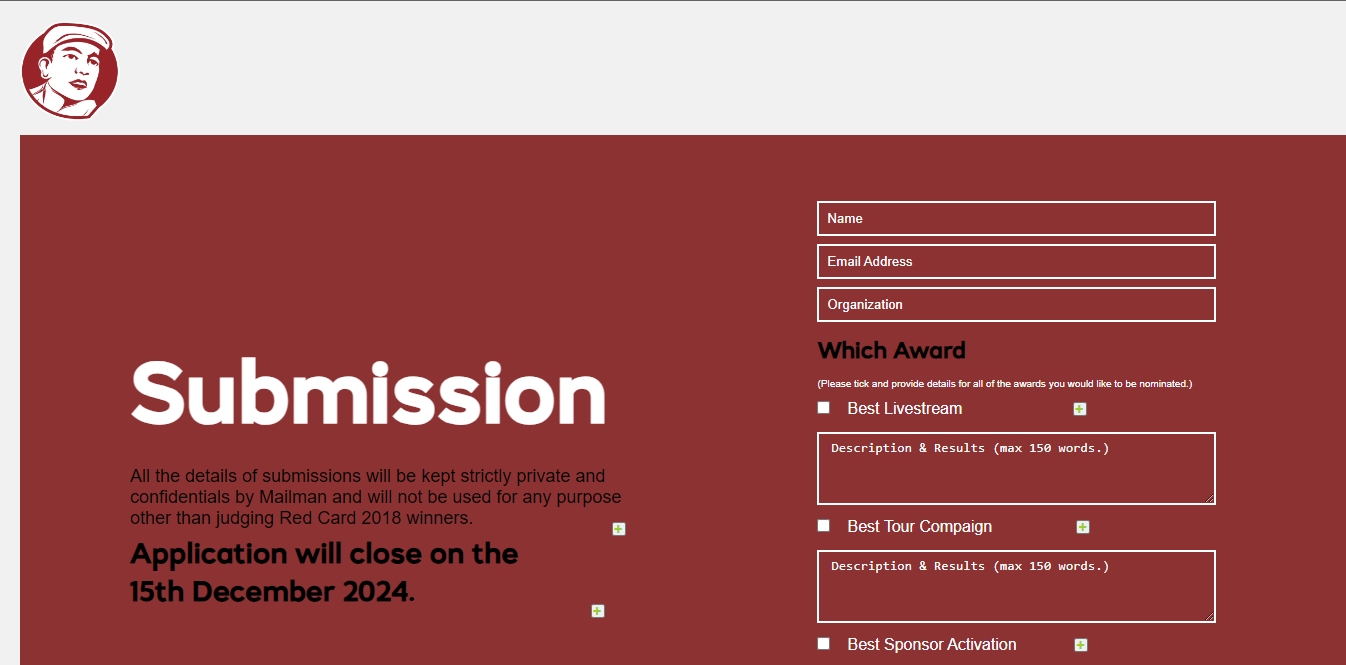 Submission
All the details of submissions will be kept strictly private and
confidentials by Mailman and will not be used for any purpose
other than judging Red Card 2018 winners.
Application will close on the
15th December 2024.
Name
Email Address
Organization
Which Award
(Please tick and provide details for all of the awards you would like to be nominated.)
Best Livestream
Description & Results (max 150 words.)
Best Tour Compaign
Description & Results (max 150 words.)
Best Sponsor Activation